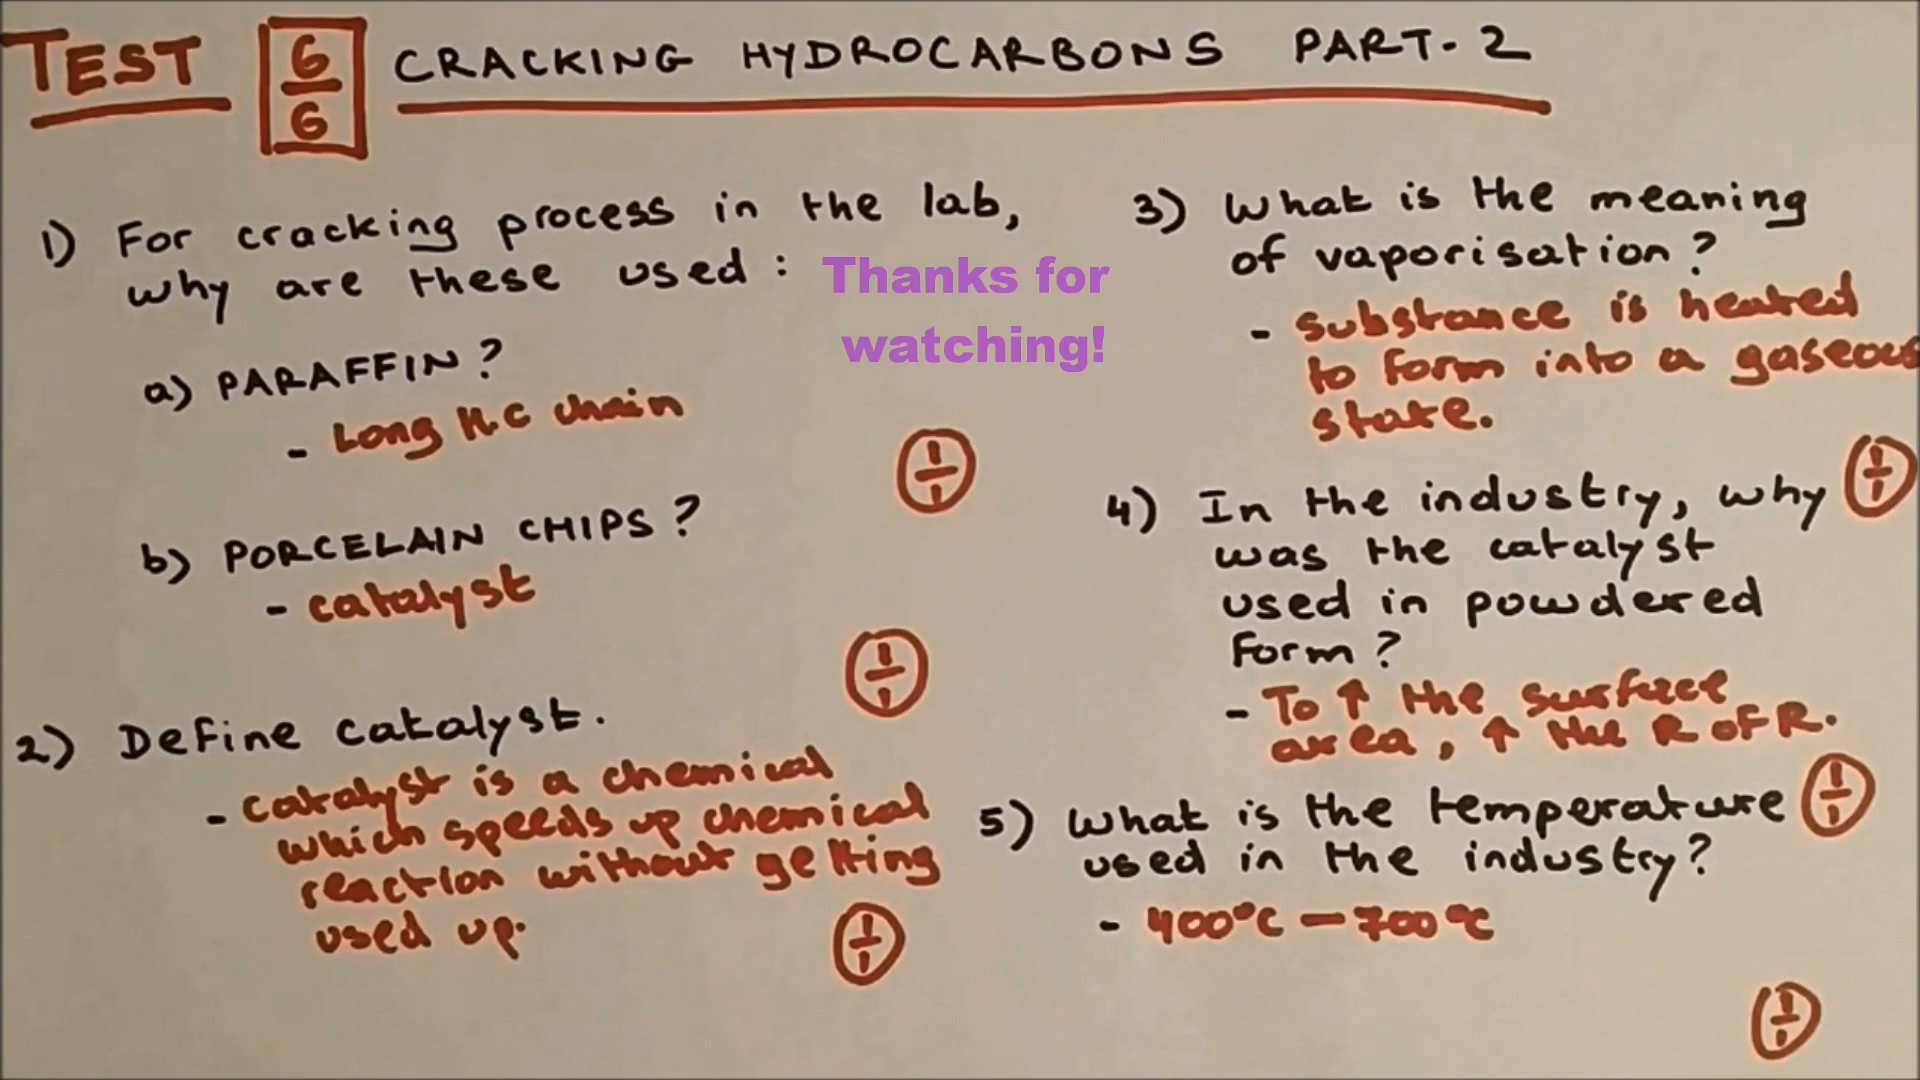 TEST 6/6 CRACKING HYDROCARBONS PART-2
1) For cracking process in the lab,
why are these used :
Thanks for
watching!
a) PARAFFIN?
- Long H.C chain
1/1
b) PORCELAIN CHIPS?
- catalyst
1/1
2) Define catalyst.
- catalyst is a chemical
which speeds up chemical
reaction without getting
used up.
1/1
3) What is the meaning
of vaporisation?
- substance is heated
to form into a gaseous
state.
1/1
4) In the industry, why
was the catalyst
used in powdered
form?
- To ↑ the surface
area, ↑ the R OF R.
1/1
5) What is the temperature
used in the industry?
- 400°C - 700°C
1/1